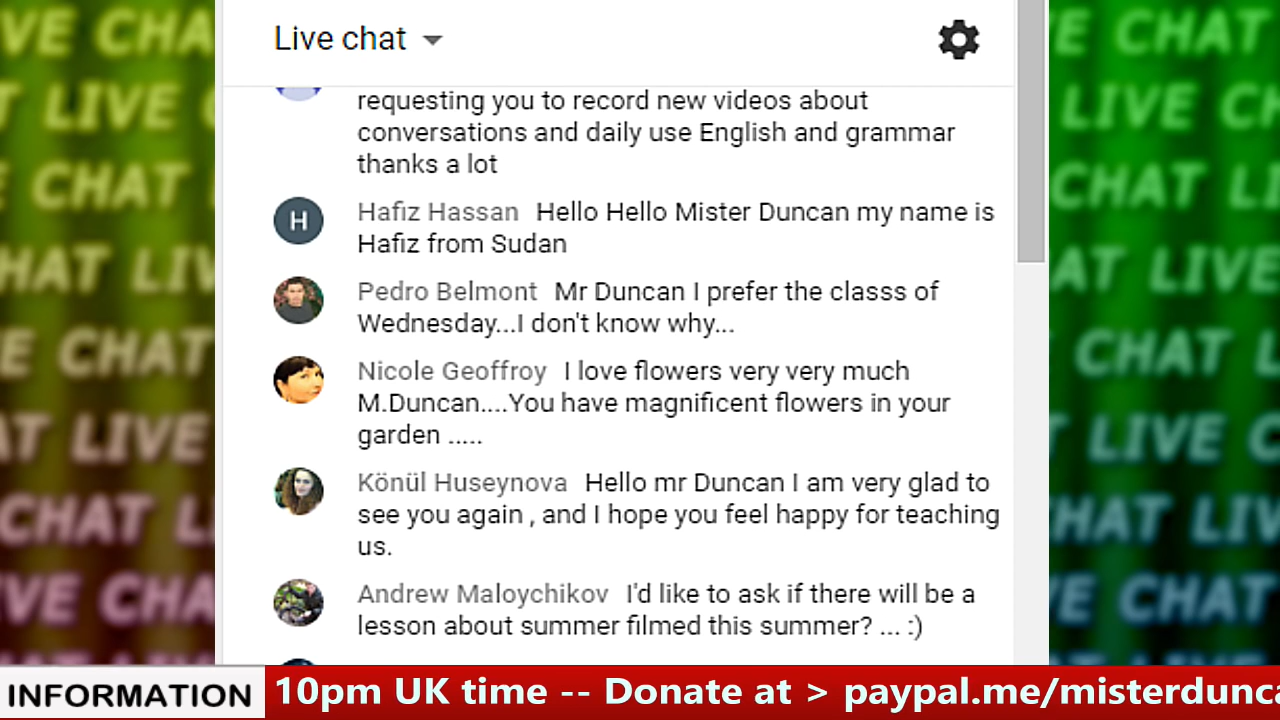 Live chat
requesting you to record new videos about
conversations and daily use English and grammar
thanks a lot
H
Hafiz Hassan Hello Hello Mister Duncan my name is
Hafiz from Sudan
Pedro Belmont Mr Duncan I prefer the classs of
Wednesday...I don't know why...
Nicole Geoffroy I love flowers very very much
M.Duncan....You have magnificent flowers in your
garden .....
Könül Huseynova Hello mr Duncan I am very glad to
see you again , and I hope you feel happy for teaching
us.
Andrew Maloychikov I'd like to ask if there will be a
lesson about summer filmed this summer? ... :)
INFORMATION 10pm UK time -- Donate at > paypal.me/misterdunca